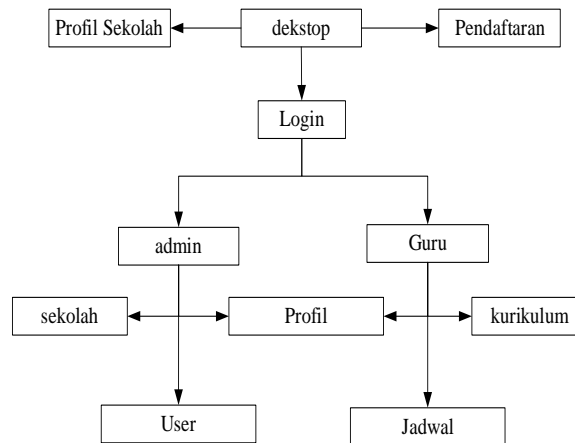 Profil Sekolah
dekstop
Pendaftaran
Login
admin
Guru
sekolah
Profil
kurikulum
User
Jadwal